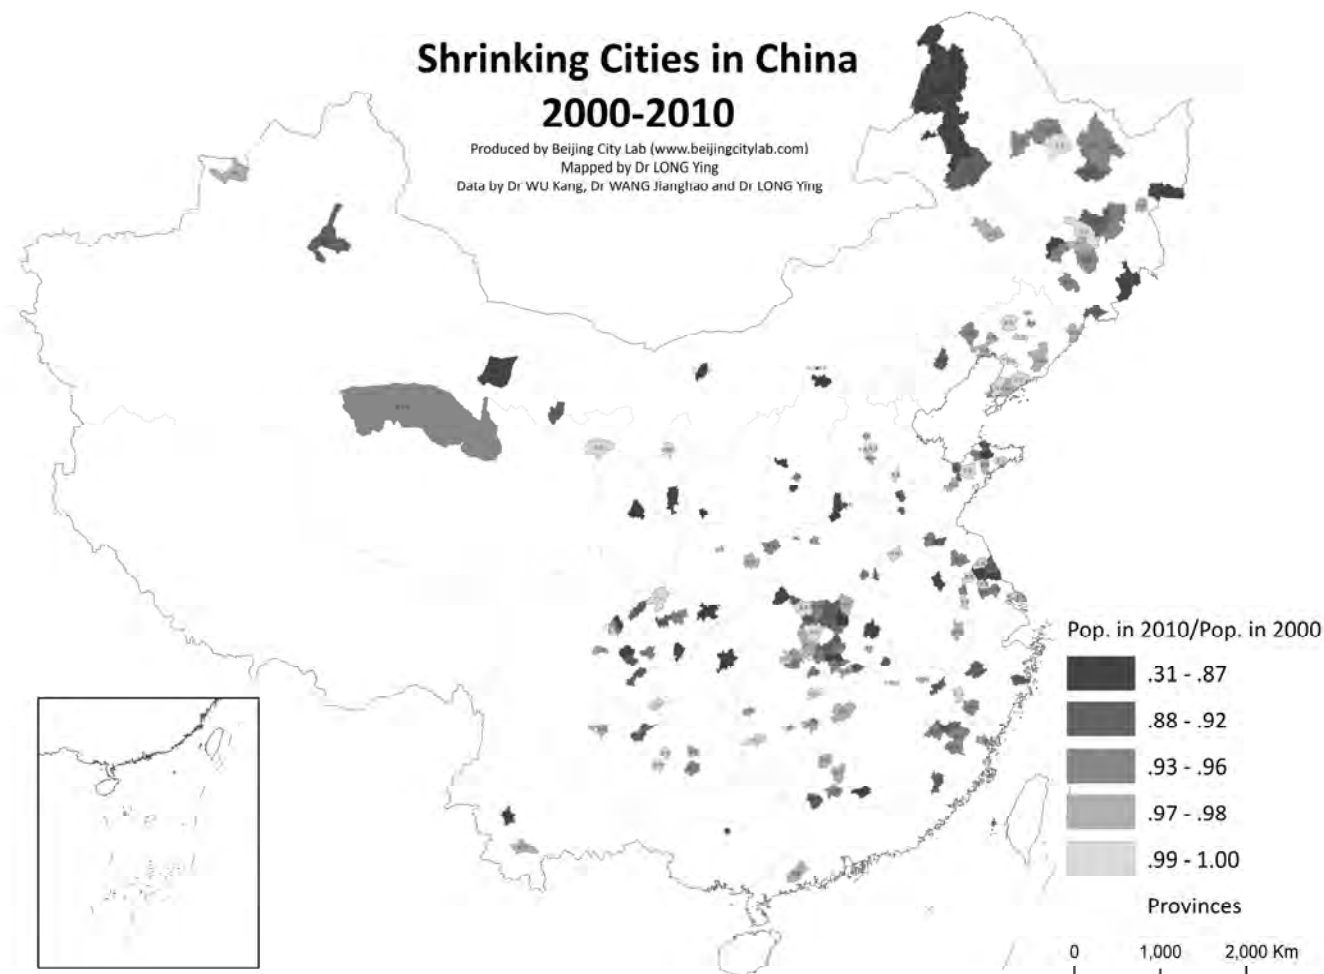 Shrinking Cities in China
2000-2010
Produced by Beijing City Lab (www.beijingcitylab.com)
Mapped by Dr LONG Ying
Data by Dr WU Kang, Dr WANG Jianghao and Dr LONG Ying
Pop. in 2010/Pop. in 2000
.31 - .87
.88 - .92
.93 - .96
.97 - .98
.99 - 1.00
Provinces
0 1,000 2,000 Km